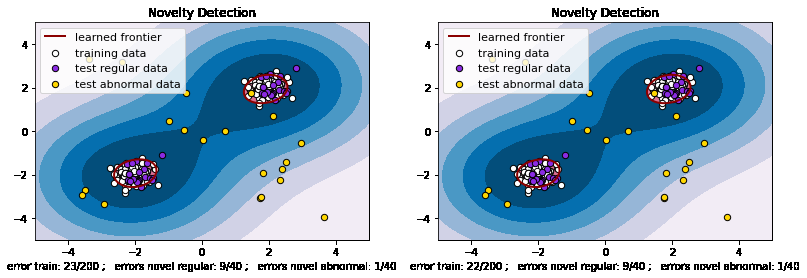 Novelty Detection
learned frontier
training data
test regular data
test abnormal data
4
2
0
−2
−4
−4
−2
0
2
4
error train: 23/200 ; errors novel regular: 9/40 ; errors novel abnormal: 1/40
Novelty Detection
learned frontier
training data
test regular data
test abnormal data
4
2
0
−2
−4
−4
−2
0
2
4
error train: 22/200 ; errors novel regular: 9/40 ; errors novel abnormal: 1/40